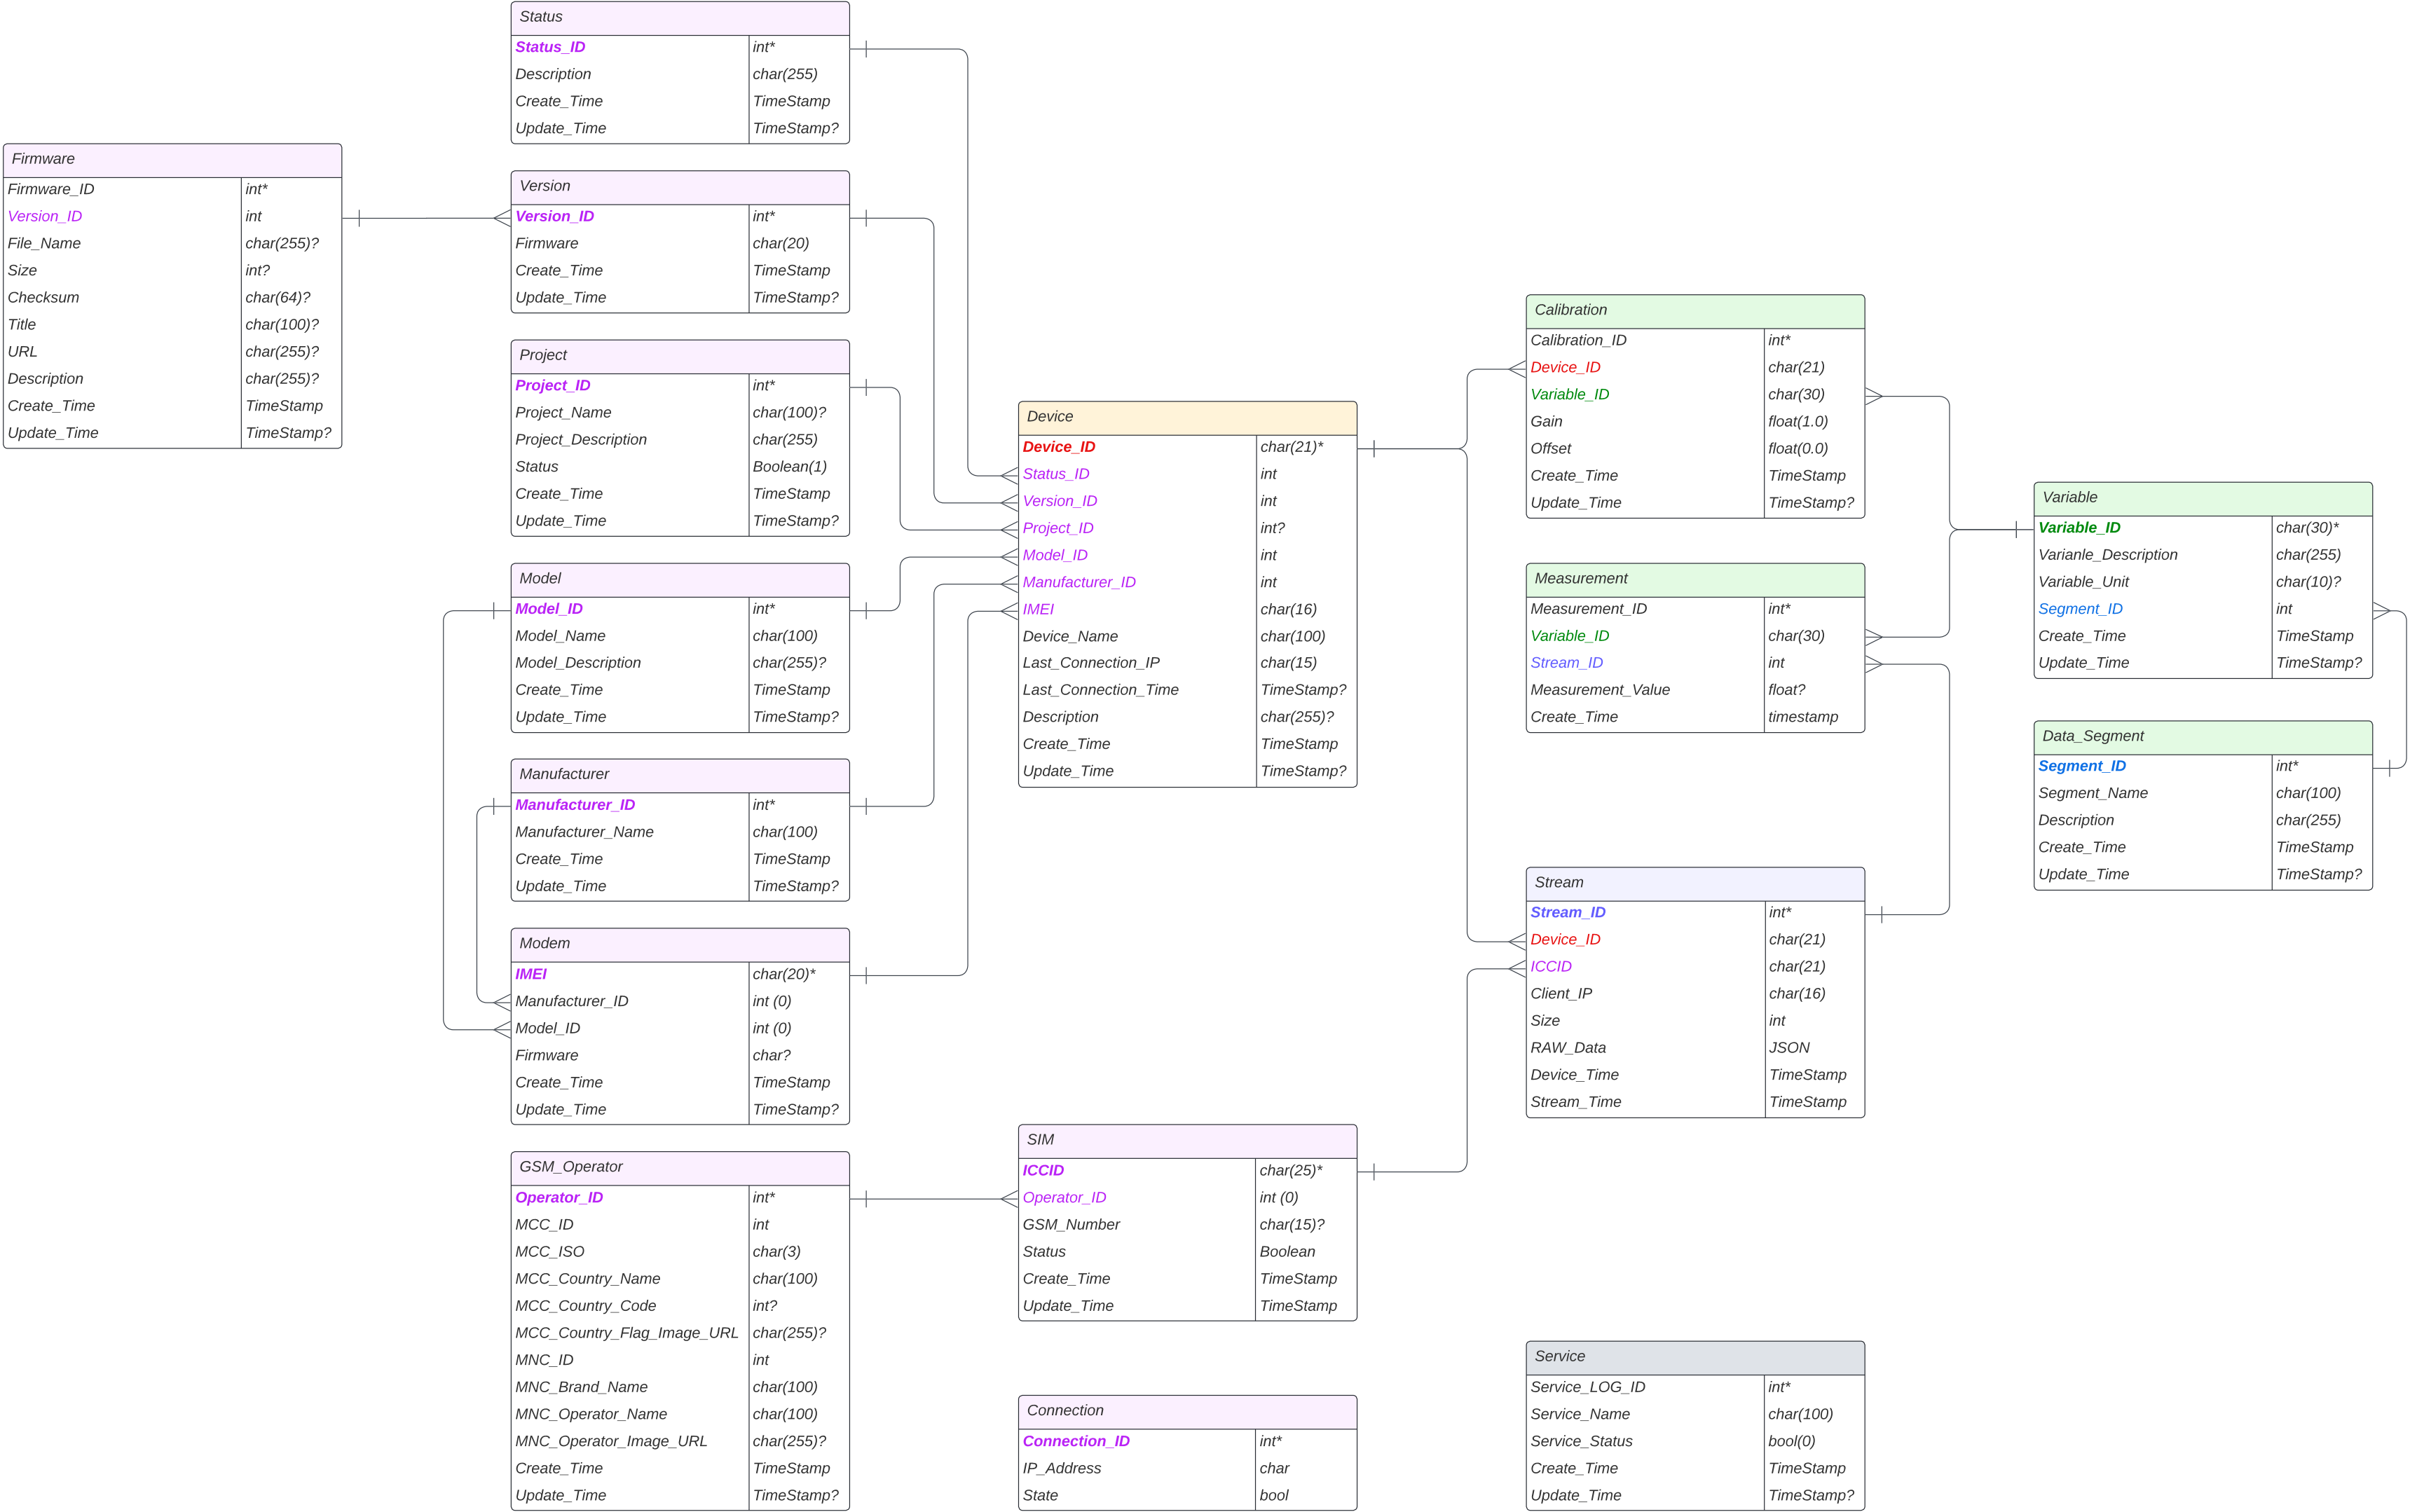 Status
Status_ID int*
Description char(255)
Create_Time TimeStamp
Update_Time TimeStamp?
Firmware
Firmware_ID int*
Version_ID int
File_Name char(255)?
Size int?
Checksum char(64)?
Title char(100)?
URL char(255)?
Description char(255)?
Create_Time TimeStamp
Update_Time TimeStamp?
Version
Version_ID int*
Firmware char(20)
Create_Time TimeStamp
Update_Time TimeStamp?
Project
Project_ID int*
Project_Name char(100)?
Project_Description char(255)
Status Boolean(1)
Create_Time TimeStamp
Update_Time TimeStamp?
Model
Model_ID int*
Model_Name char(100)
Model_Description char(255)?
Create_Time TimeStamp
Update_Time TimeStamp?
Manufacturer
Manufacturer_ID int*
Manufacturer_Name char(100)
Create_Time TimeStamp
Update_Time TimeStamp?
Modem
IMEI char(20)*
Manufacturer_ID int (0)
Model_ID int (0)
Firmware char?
Create_Time TimeStamp
Update_Time TimeStamp?
GSM_Operator
Operator_ID int*
MCC_ID int
MCC_ISO char(3)
MCC_Country_Name char(100)
MCC_Country_Code int?
MCC_Country_Flag_Image_URL char(255)?
MNC_ID int
MNC_Brand_Name char(100)
MNC_Operator_Name char(100)
MNC_Operator_Image_URL char(255)?
Create_Time TimeStamp
Update_Time TimeStamp?
Device
Device_ID char(21)*
Status_ID int
Version_ID int
Project_ID int?
Model_ID int
Manufacturer_ID int
IMEI char(16)
Device_Name char(100)
Last_Connection_IP char(15)
Last_Connection_Time TimeStamp?
Description char(255)?
Create_Time TimeStamp
Update_Time TimeStamp?
SIM
ICCID char(25)*
Operator_ID int (0)
GSM_Number char(15)?
Status Boolean
Create_Time TimeStamp
Update_Time TimeStamp
Connection
Connection_ID int*
IP_Address char
State bool
Calibration
Calibration_ID int*
Device_ID char(21)
Variable_ID char(30)
Gain float(1.0)
Offset float(0.0)
Create_Time TimeStamp
Update_Time TimeStamp?
Measurement
Measurement_ID int*
Variable_ID char(30)
Stream_ID int
Measurement_Value float?
Create_Time timestamp
Stream
Stream_ID int*
Device_ID char(21)
ICCID char(21)
Client_IP char(16)
Size int
RAW_Data JSON
Device_Time TimeStamp
Stream_Time TimeStamp
Service
Service_LOG_ID int*
Service_Name char(100)
Service_Status bool(0)
Create_Time TimeStamp
Update_Time TimeStamp?
Variable
Variable_ID char(30)*
Varianle_Description char(255)
Variable_Unit char(10)?
Segment_ID int
Create_Time TimeStamp
Update_Time TimeStamp?
Data_Segment
Segment_ID int*
Segment_Name char(100)
Description char(255)
Create_Time TimeStamp
Update_Time TimeStamp?